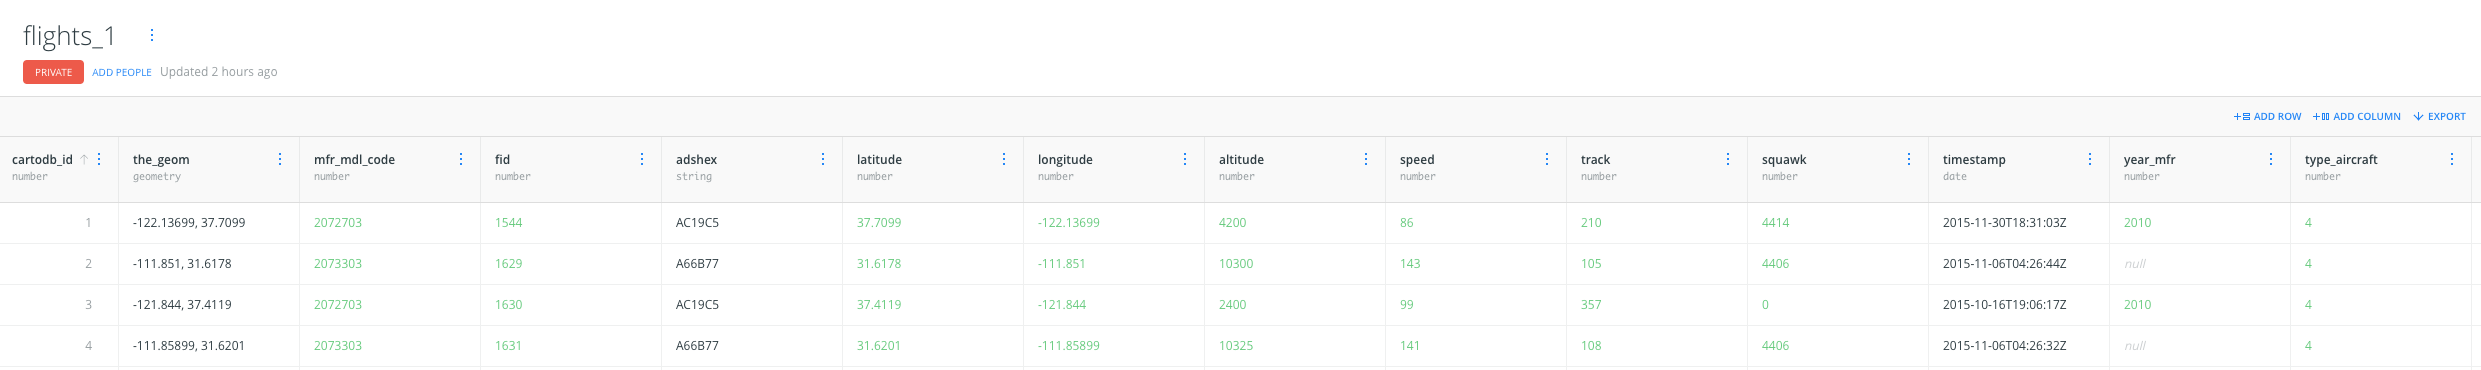 flights_1
PRIVATE ADD PEOPLE Updated 2 hours ago
ADD ROW ADD COLUMN EXPORT
cartodb_id the_geom mfr_mdl_code fid adshex latitude longitude altitude speed track squawk timestamp year_mfr type_aircraft
number geometry number number string number number number number number number date number number
1 -122.13699, 37.7099 2072703 1544 AC19C5 37.7099 -122.13699 4200 86 210 4414 2015-11-30T18:31:03Z 2010 4
2 -111.851, 31.6178 2073303 1629 A66B77 31.6178 -111.851 10300 143 105 4406 2015-11-06T04:26:44Z null 4
3 -121.844, 37.4119 2072703 1630 AC19C5 37.4119 -121.844 2400 99 357 0 2015-10-16T19:06:17Z 2010 4
4 -111.85899, 31.6201 2073303 1631 A66B77 31.6201 -111.85899 10325 141 108 4406 2015-11-06T04:26:32Z null 4